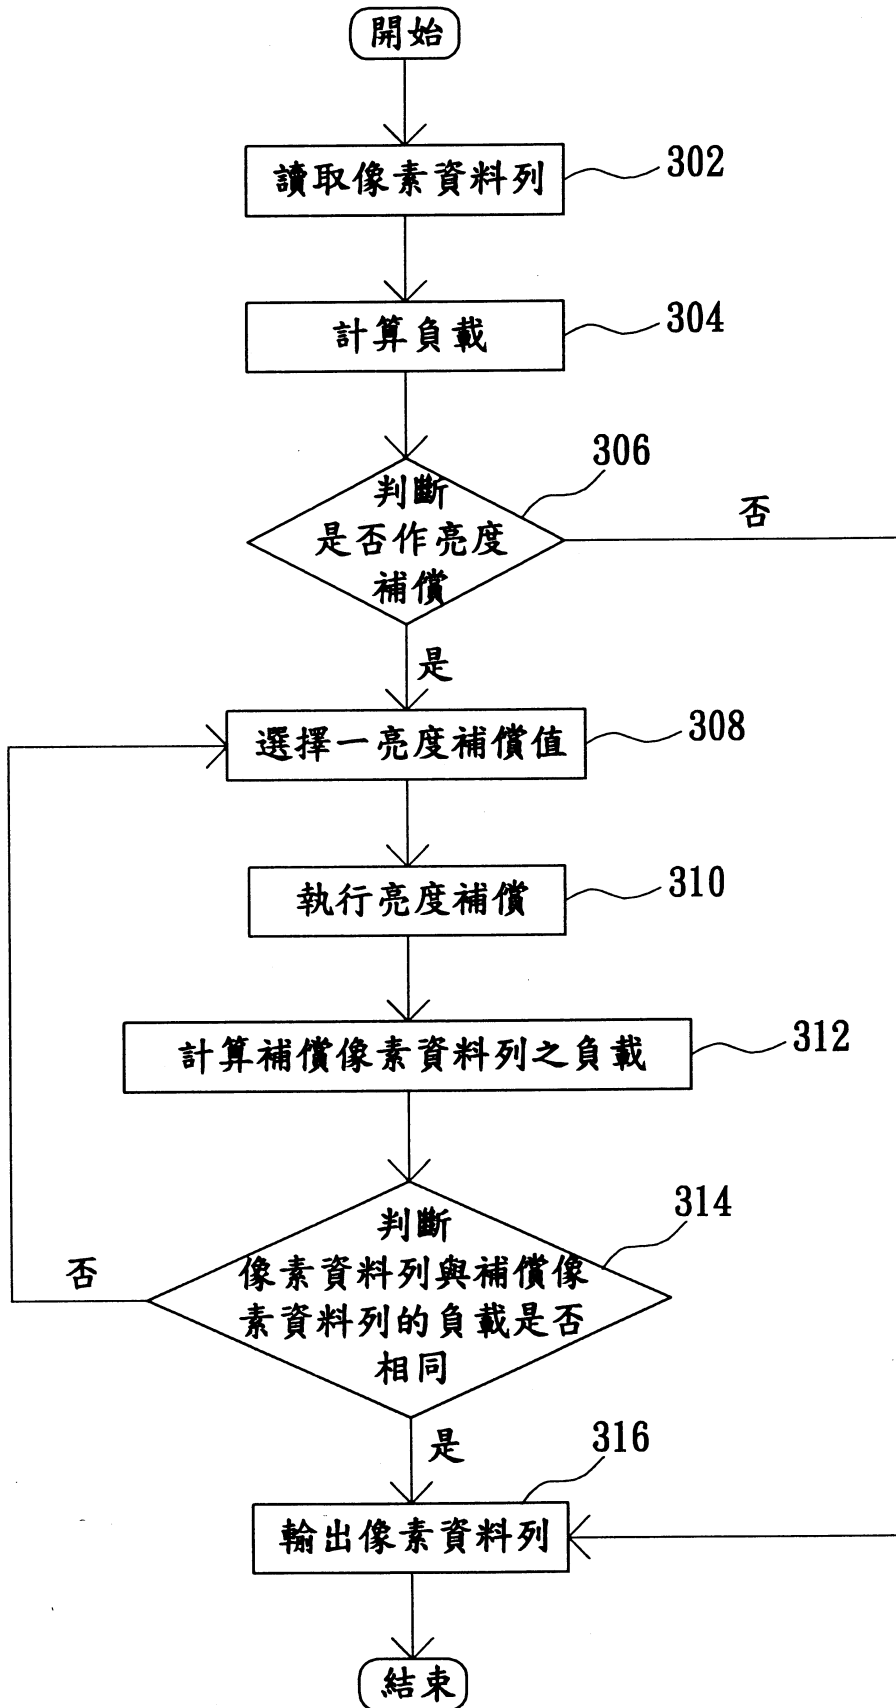 開始
讀取像素資料列
302
計算負載
304
306
判斷
是否作亮度
補償
否
是
選擇一亮度補償值
308
執行亮度補償
310
計算補償像素資料列之負載
312
314
判斷
像素資料列與補償像
素資料列的負載是否
相同
否
是
316
輸出像素資料列
結束